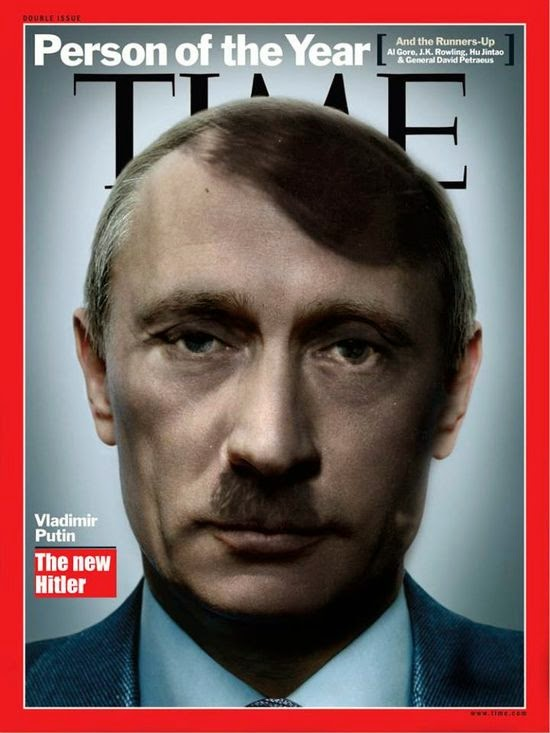 DOUBLE ISSUE
Person of the Year
[ And the Runners-Up
Al Gore, J.K. Rowling, Hu Jintao
& General David Petraeus ]
TIME
Vladimir
Putin
The new
Hitler
www.time.com